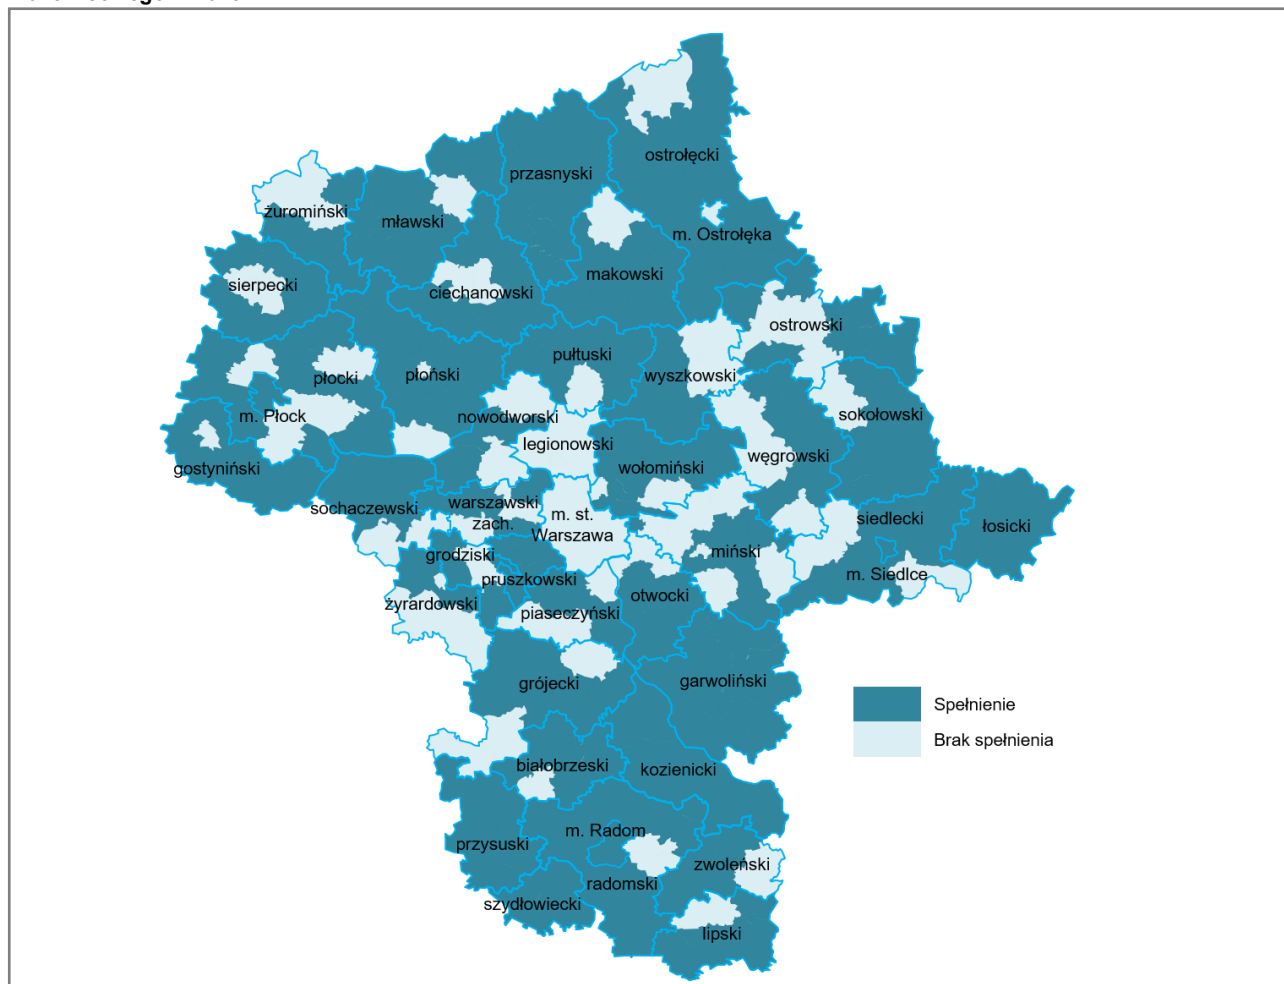 ostrołęcki
przasnyski
żuromiński
mławski
m. Ostrołęka
makowski
sierpecki
ciechanowski
ostrowski
pułtuski
płocki
płoński
wyszkowski
m. Płock
nowodworski
sokołowski
legionowski
węgrowski
gostyniński
wołomiński
sochaczewski
warszawski
zach.
m. st.
Warszawa
siedlecki
łosicki
miński
grodziski
pruszkowski
m. Siedlce
żyrardowski
piaseczyński
otwocki
grójecki
garwoliński
Spełnienie
Brak spełnienia
białobrzeski
kozienicki
m. Radom
przysuski
zwoleński
radomski
szydłowiecki
lipski